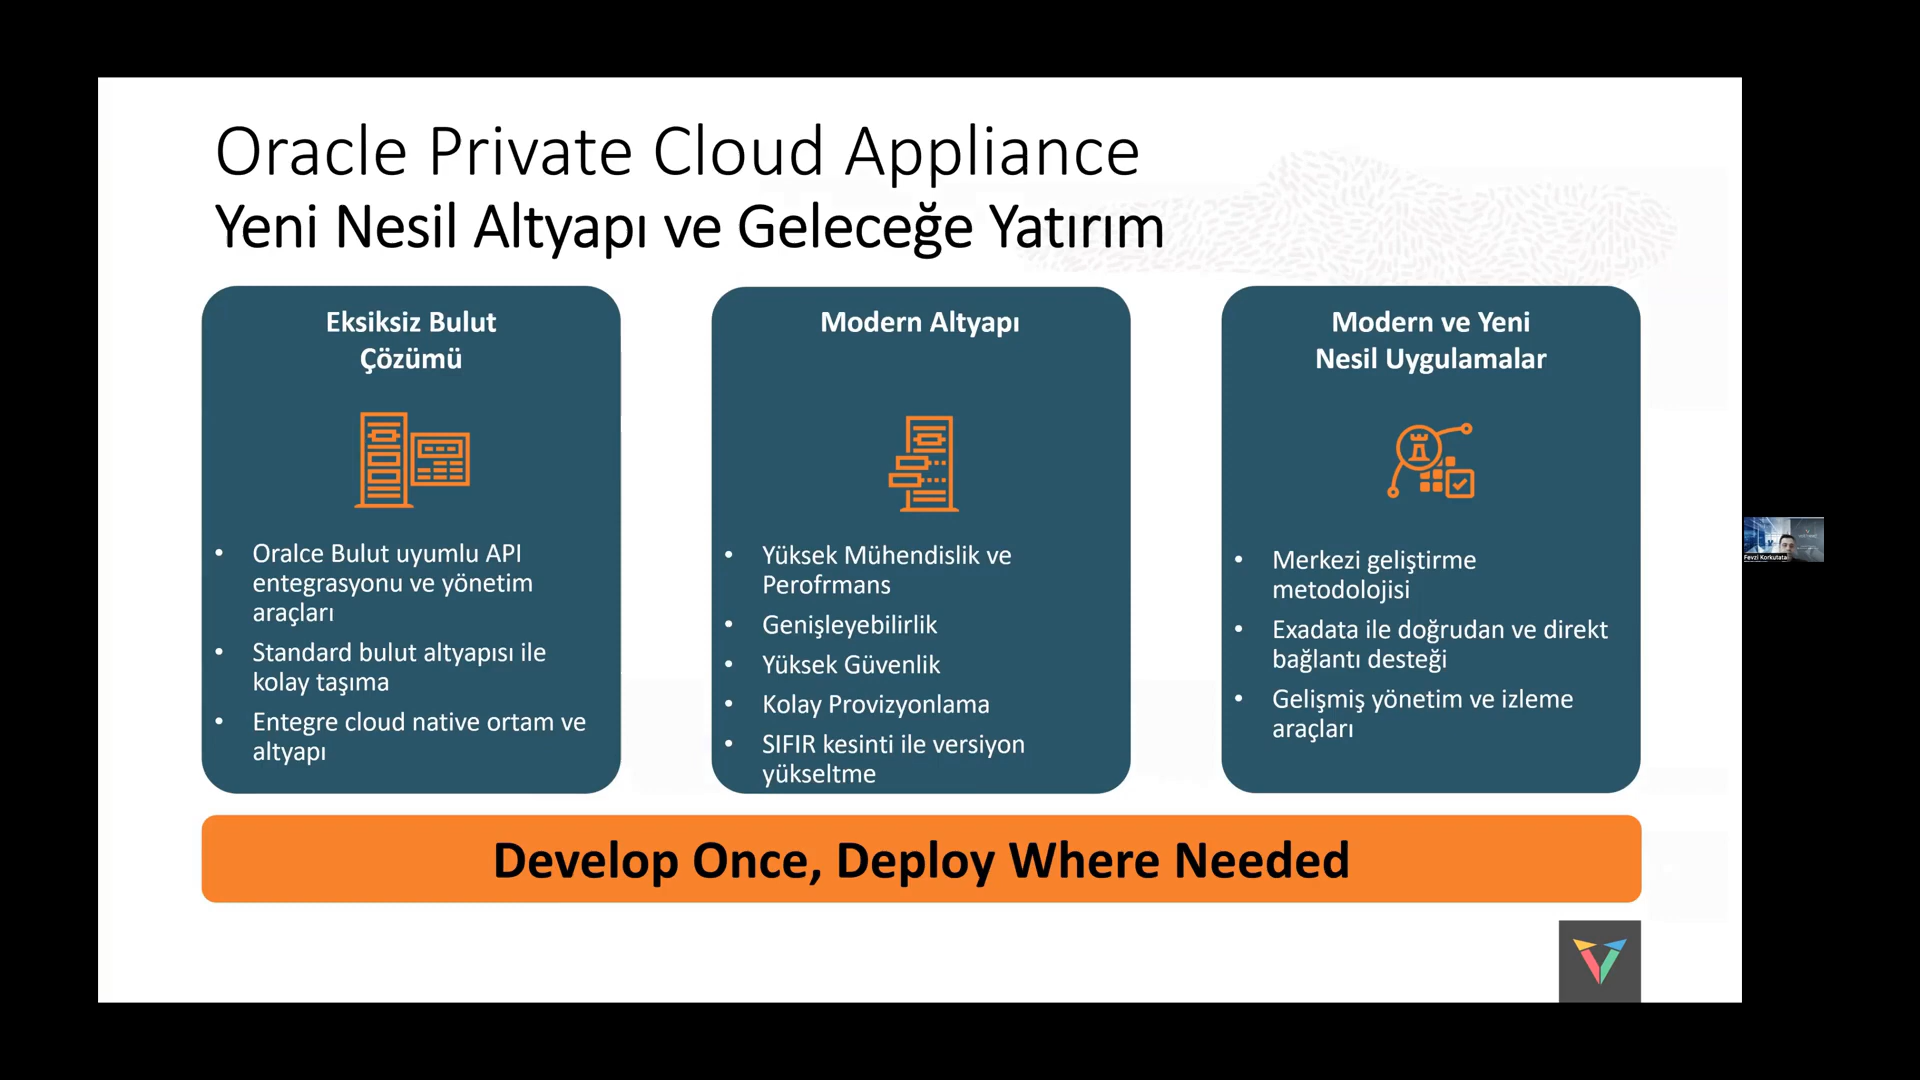 Oracle Private Cloud Appliance
Yeni Nesil Altyapı ve Geleceğe Yatırım
Eksiksiz Bulut
Çözümü
• Oralce Bulut uyumlu API
entegrasyonu ve yönetim
araçları
• Standard bulut altyapısı ile
kolay taşıma
• Entegre cloud native ortam ve
altyapı
Modern Altyapı
• Yüksek Mühendislik ve
Perofrmans
• Genişleyebilirlik
• Yüksek Güvenlik
• Kolay Provizyonlama
• SIFIR kesinti ile versiyon
yükseltme
Modern ve Yeni
Nesil Uygulamalar
• Merkezi geliştirme
metodolojisi
• Exadata ile doğrudan ve direkt
bağlantı desteği
• Gelişmiş yönetim ve izleme
araçları
Develop Once, Deploy Where Needed
Fevzi Korkutata